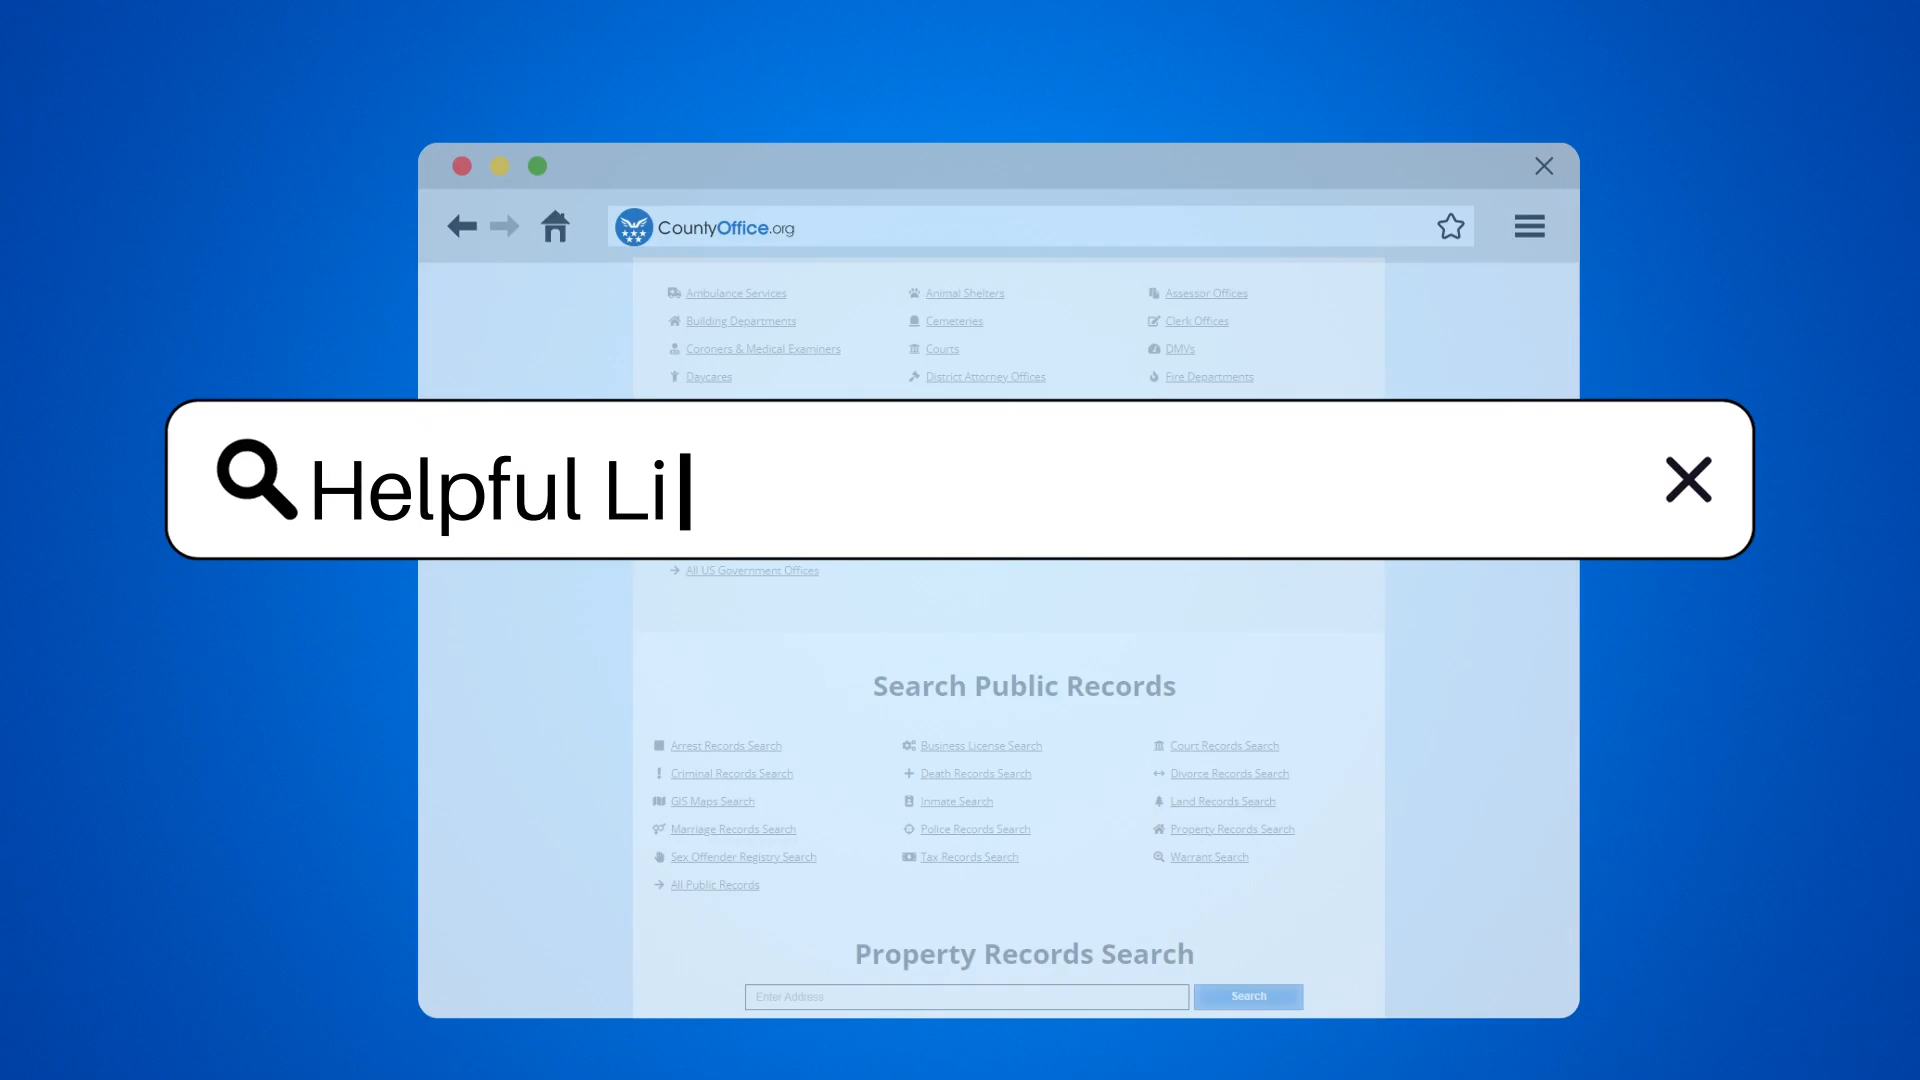 CountyOffice.org
Ambulance Services Animal Shelters Assessor Offices
Building Departments Cemeteries Clerk Offices
Coroners & Medical Examiners Courts DMVs
Daycares District Attorney Offices Fire Departments
Helpful Li
All US Government Offices
Search Public Records
Arrest Records Search Business License Search Court Records Search
Criminal Records Search Death Records Search Divorce Records Search
GIS Maps Search Inmate Search Land Records Search
Marriage Records Search Police Records Search Property Records Search
Sex Offender Registry Search Tax Records Search Warrant Search
All Public Records
Property Records Search
Enter Address Search